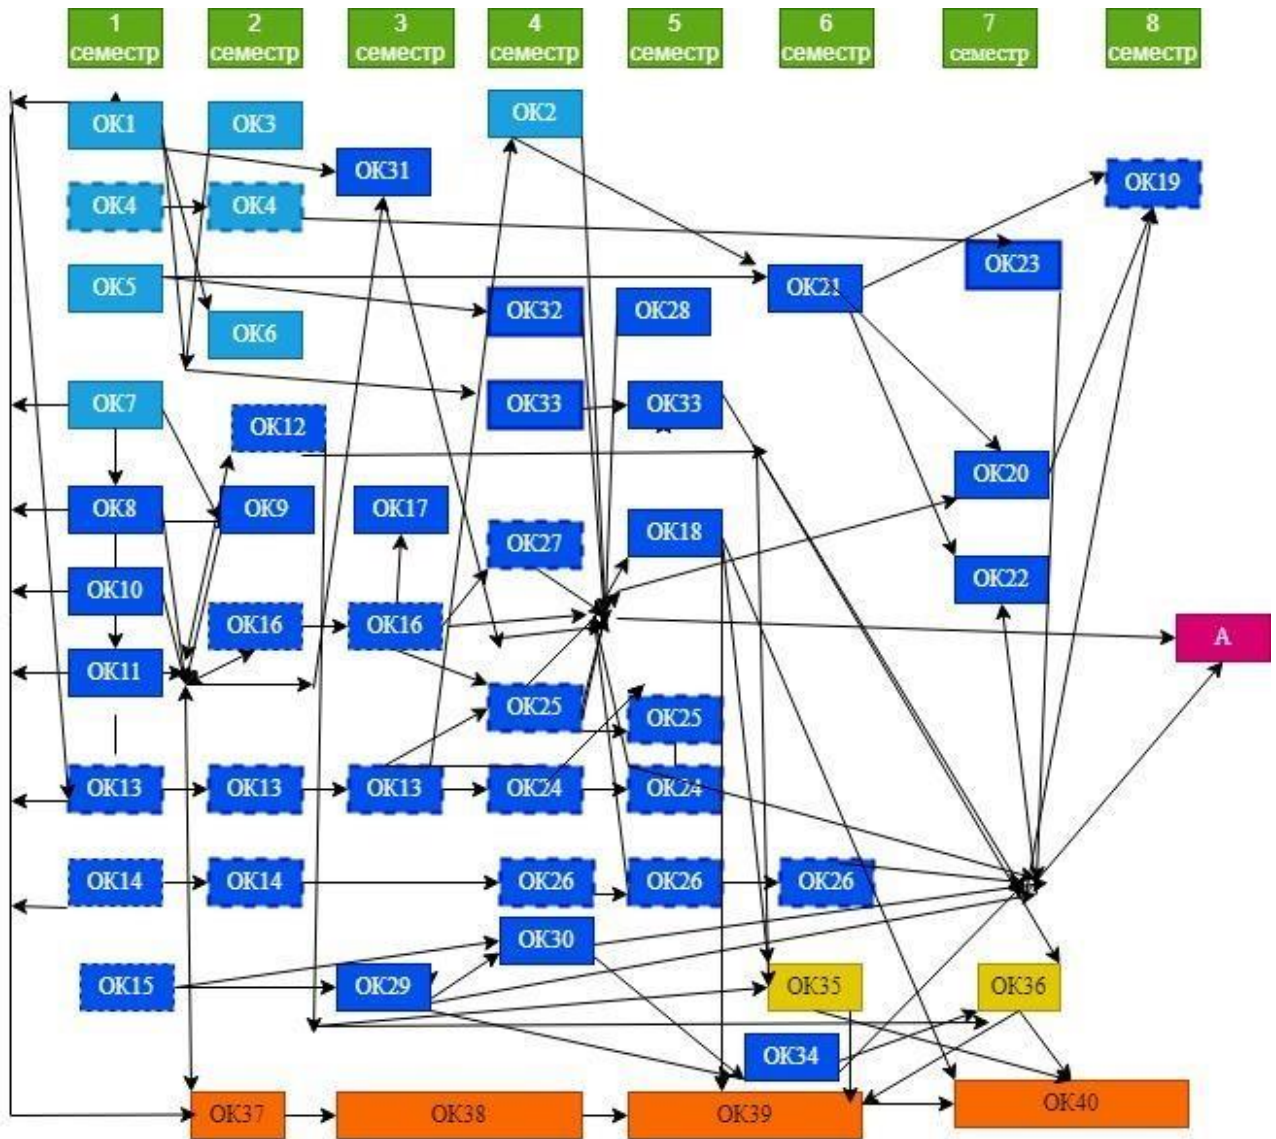 1
семестр
2
семестр
3
семестр
4
семестр
5
семестр
6
семестр
7
семестр
8
семестр
ОК1
ОК3
ОК2
ОК31
ОК4
ОК4
ОК19
ОК5
ОК23
ОК21
ОК32
ОК28
ОК6
ОК7
ОК33
ОК33
ОК12
ОК20
ОК8
ОК9
ОК17
ОК18
ОК27
ОК22
ОК10
ОК16
ОК16
А
ОК11
ОК25
ОК25
ОК13
ОК13
ОК13
ОК24
ОК24
ОК14
ОК14
ОК26
ОК26
ОК26
ОК30
ОК15
ОК29
ОК35
ОК36
ОК34
ОК37
ОК38
ОК39
ОК40